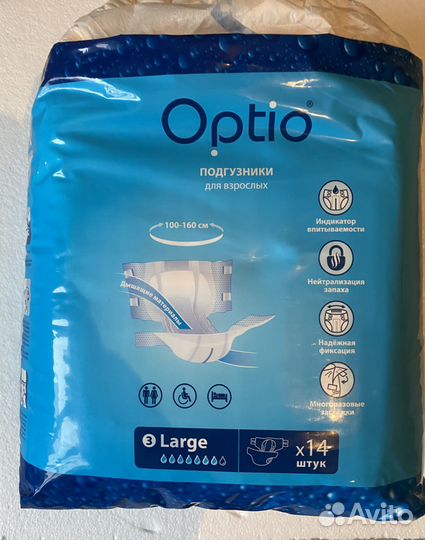 Optio®
ПОДГУЗНИКИ
для взрослых
100-160 см
Дышащие материалы
Индикатор
впитываемости
Нейтрализация
запаха
Надёжная
фиксация
Многоразовые
застёжки
3 Large
x14
штук
Avito